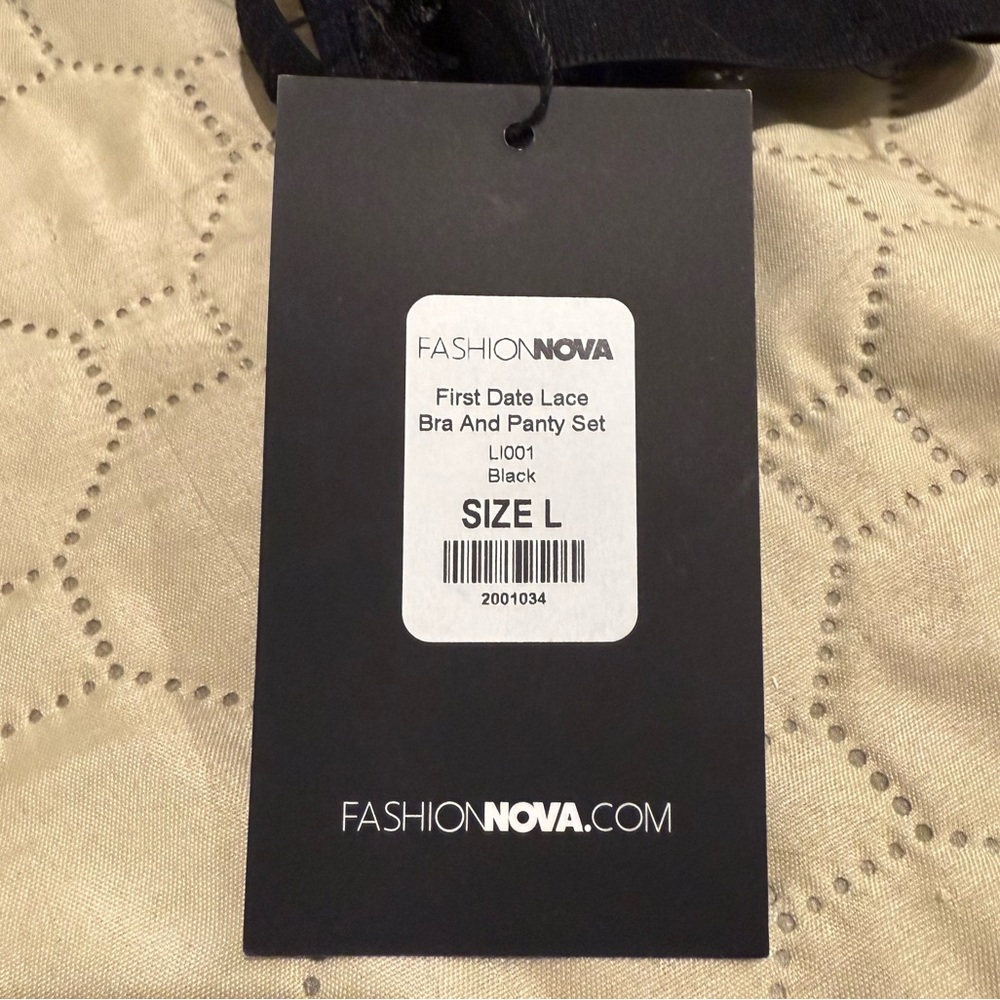 FASHIONNOVA
First Date Lace
Bra And Panty Set
LI001
Black
SIZE L
2001034
FASHIONNOVA.COM